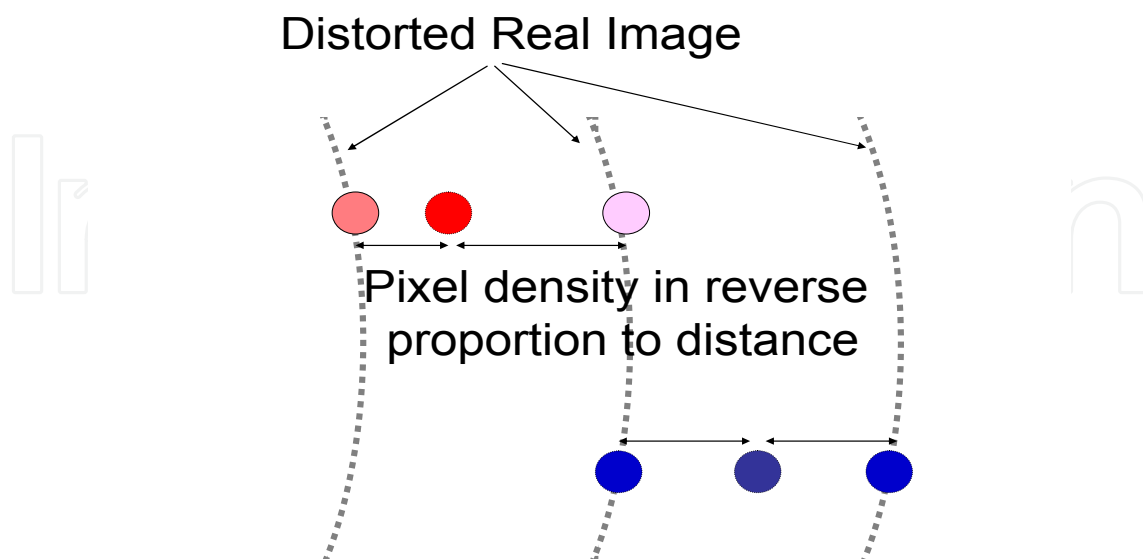 Distorted Real Image
Pixel density in reverse
proportion to distance